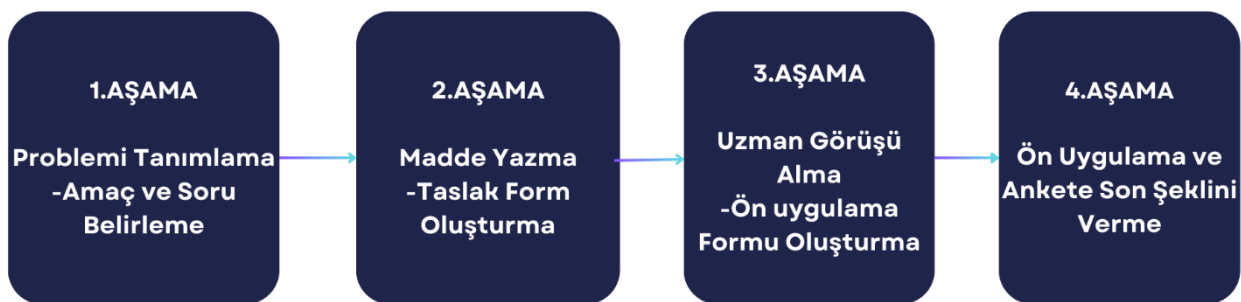 1.AŞAMA
Problemi Tanımlama
-Amaç ve Soru
Belirleme
2.AŞAMA
Madde Yazma
-Taslak Form
Oluşturma
3.AŞAMA
Uzman Görüşü
Alma
-Ön uygulama
Formu Oluşturma
4.AŞAMA
Ön Uygulama ve
Ankete Son Şeklini
Verme